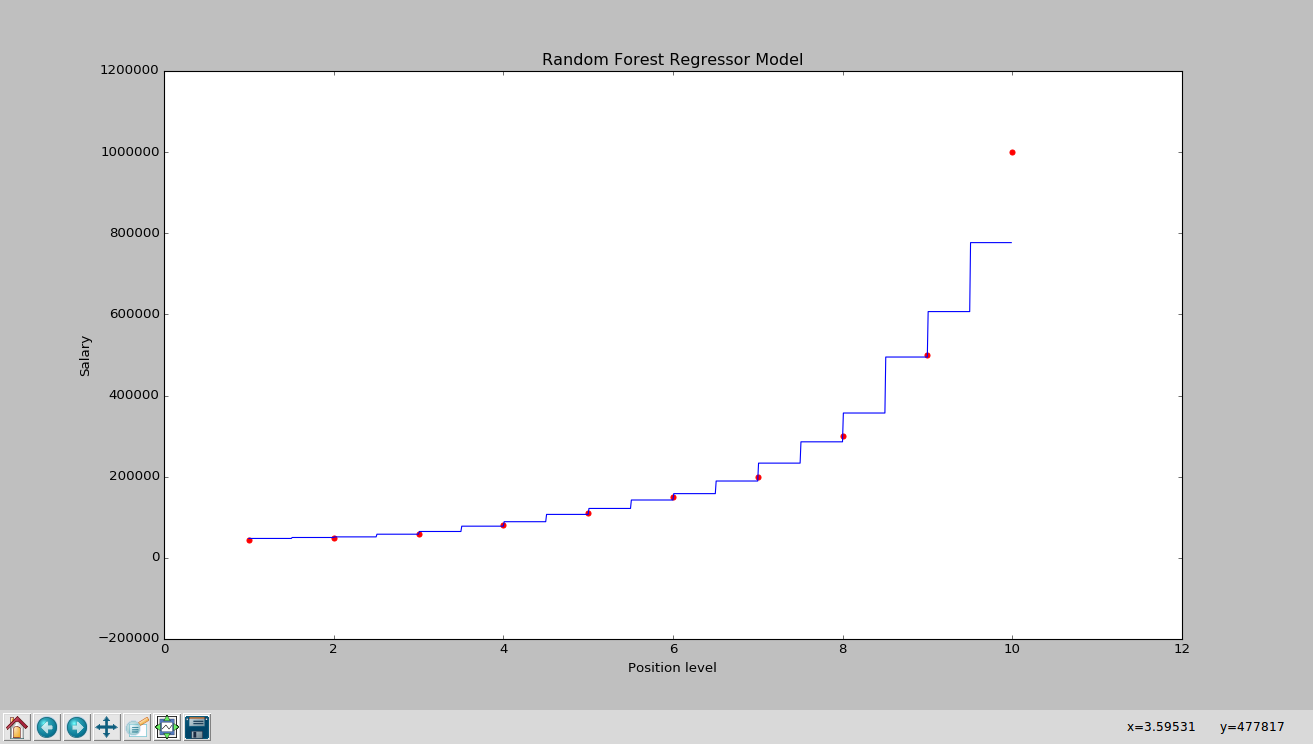 Random Forest Regressor Model
1200000
1000000
800000
600000
400000
200000
0
−200000
Salary
0 2 4 6 8 10 12
Position level
x=3.59531 y=477817